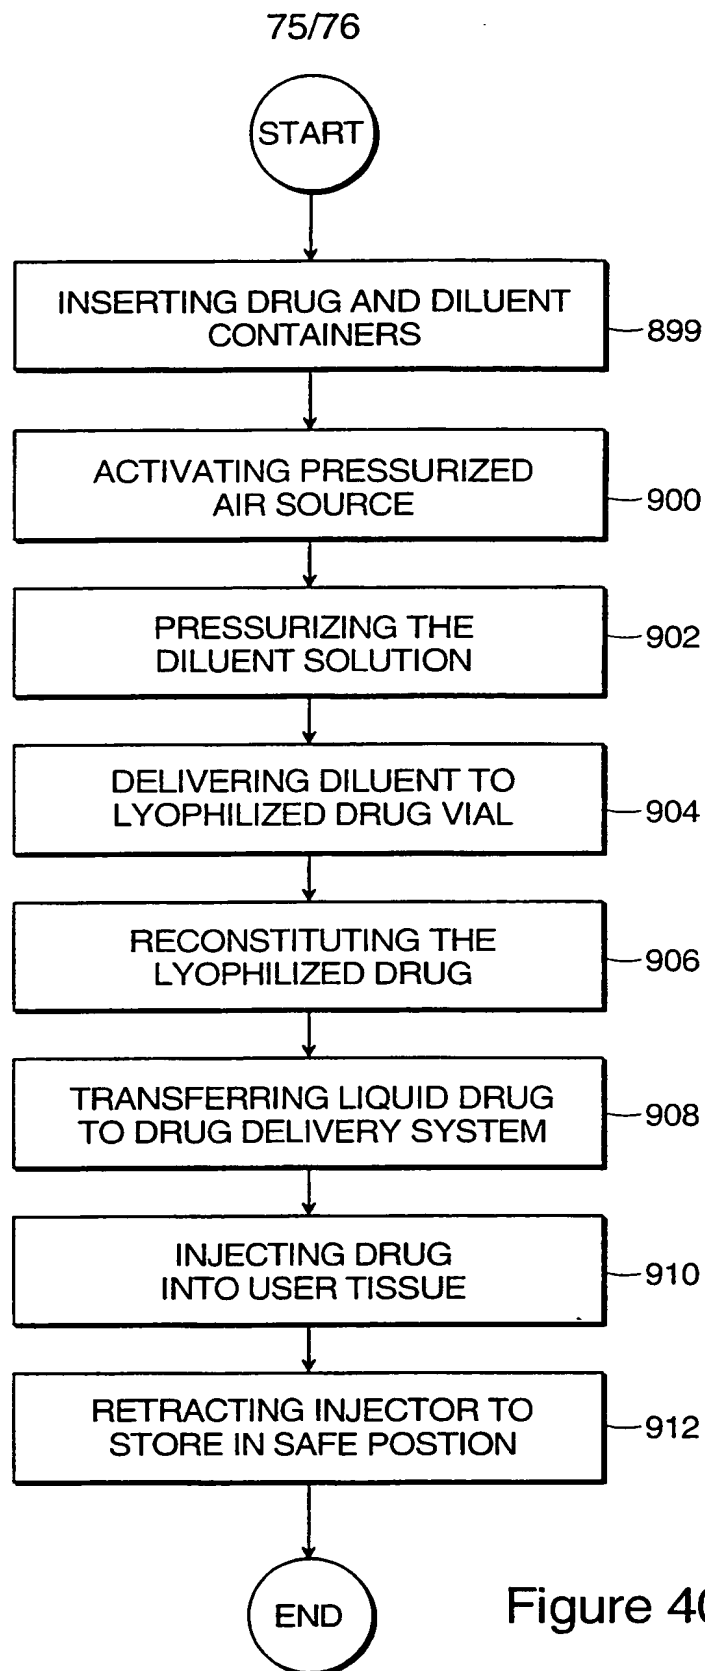 75/76
START
INSERTING DRUG AND DILUENT
CONTAINERS
899
ACTIVATING PRESSURIZED
AIR SOURCE
900
PRESSURIZING THE
DILUENT SOLUTION
902
DELIVERING DILUENT TO
LYOPHILIZED DRUG VIAL
904
RECONSTITUTING THE
LYOPHILIZED DRUG
906
TRANSFERRING LIQUID DRUG
TO DRUG DELIVERY SYSTEM
908
INJECTING DRUG
INTO USER TISSUE
910
RETRACTING INJECTOR TO
STORE IN SAFE POSTION
912
END
Figure 40